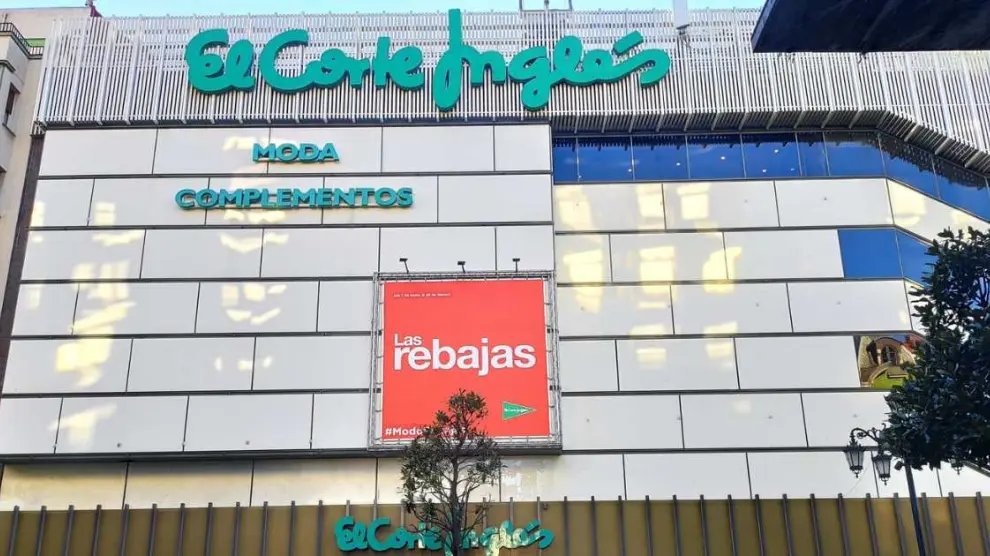 El Corte Inglés
MODA
COMPLEMENTOS
Las
rebajas
El Corte Inglés